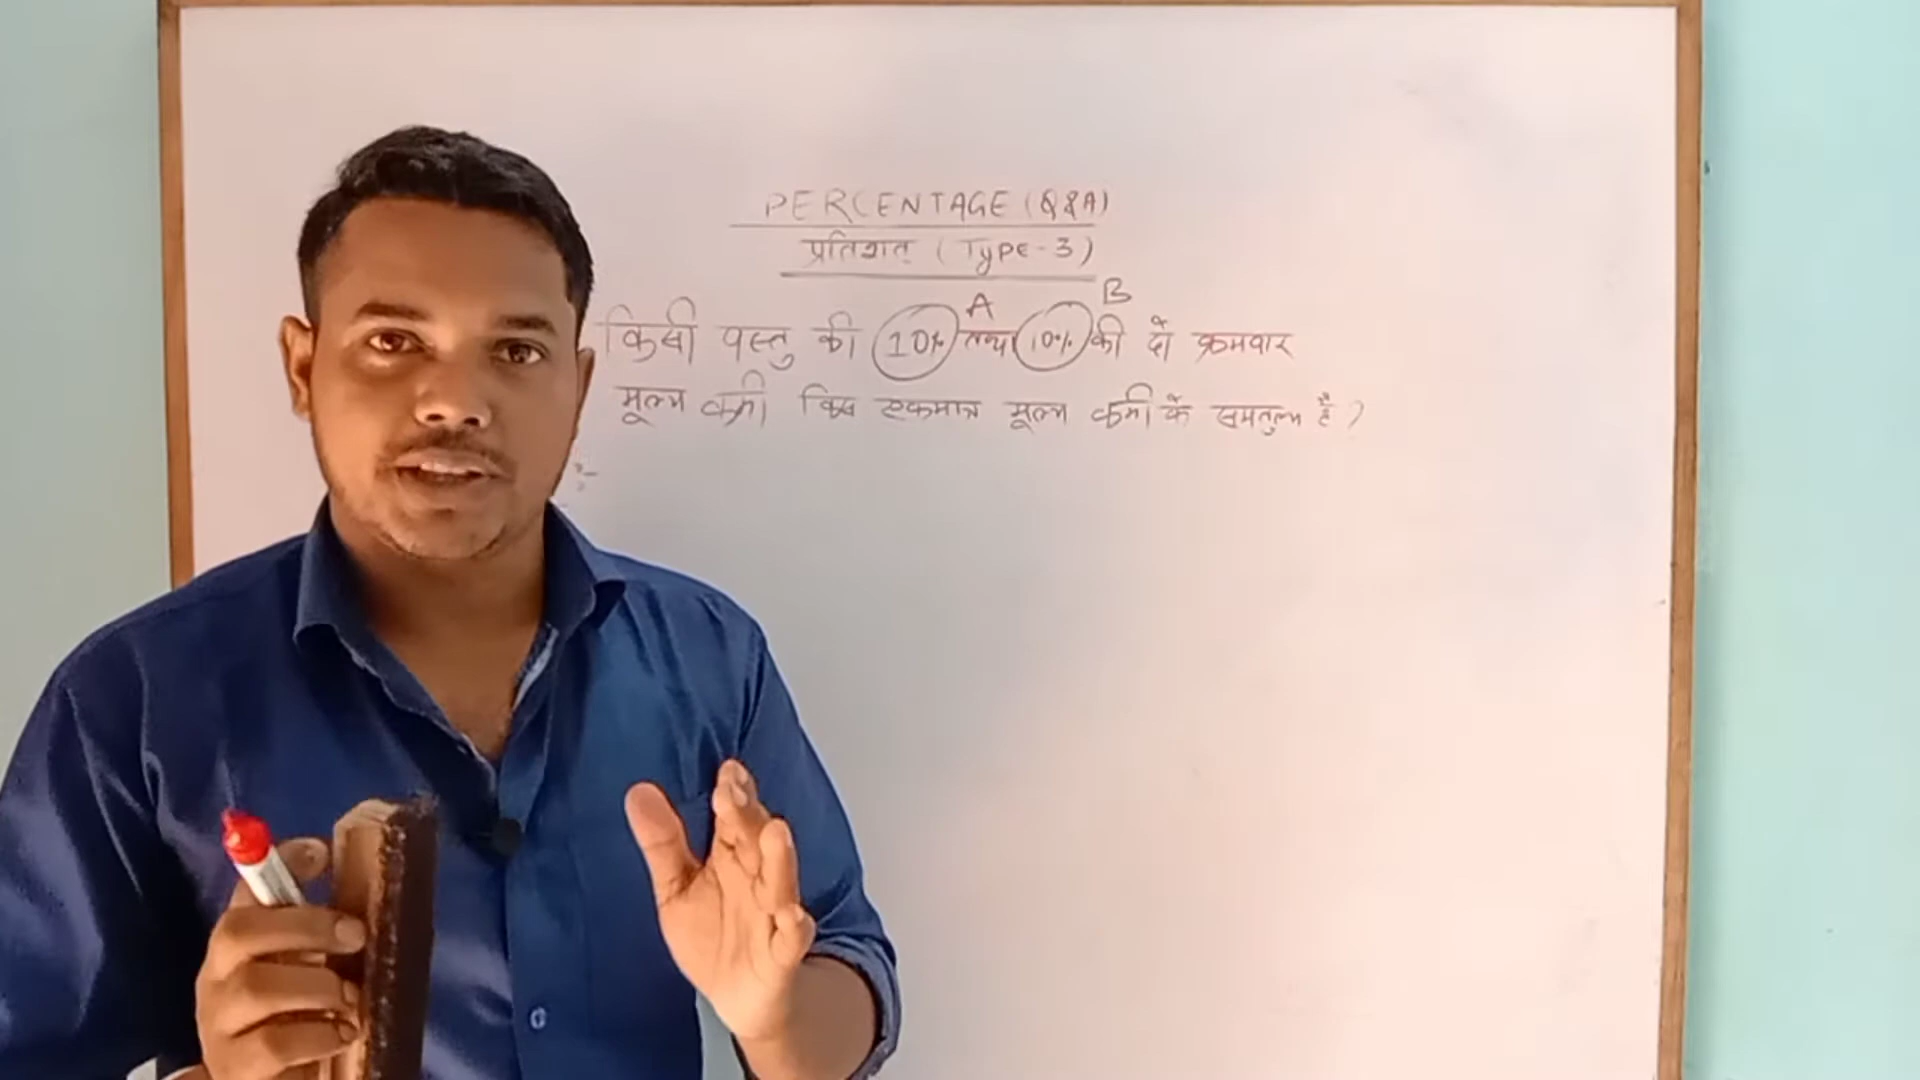 PERCENTAGE (Q&A)
प्रतिशत (Type-3)
A B
किसी वस्तु की 10% तथा 10% की दो क्रमवार
मूल्य कमी किस एकमात्र मूल्य कमी के समतुल्य है ?
:-